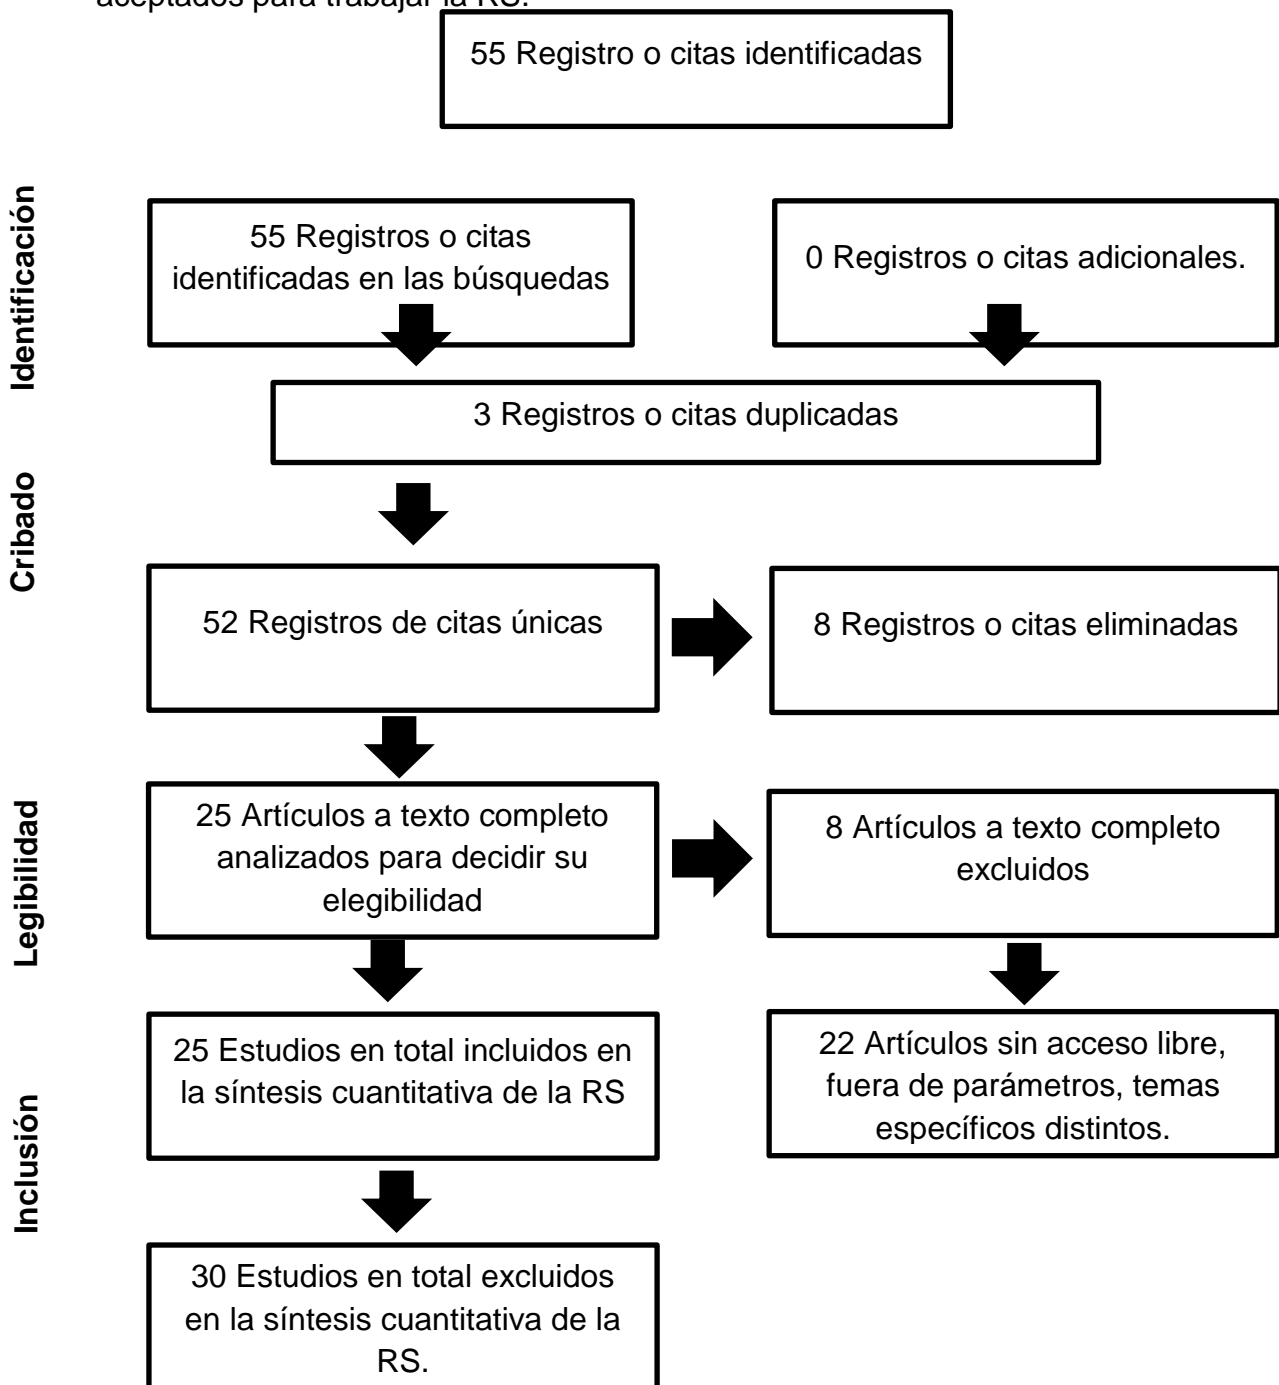 aceptados para trabajar la RS.
55 Registro o citas identificadas
Identificación
55 Registros o citas
identificadas en las búsquedas
0 Registros o citas adicionales.
3 Registros o citas duplicadas
Cribado
52 Registros de citas únicas
8 Registros o citas eliminadas
Legibilidad
25 Artículos a texto completo
analizados para decidir su
elegibilidad
8 Artículos a texto completo
excluidos
Inclusión
25 Estudios en total incluidos en
la síntesis cuantitativa de la RS
22 Artículos sin acceso libre,
fuera de parámetros, temas
específicos distintos.
30 Estudios en total excluidos
en la síntesis cuantitativa de la
RS.